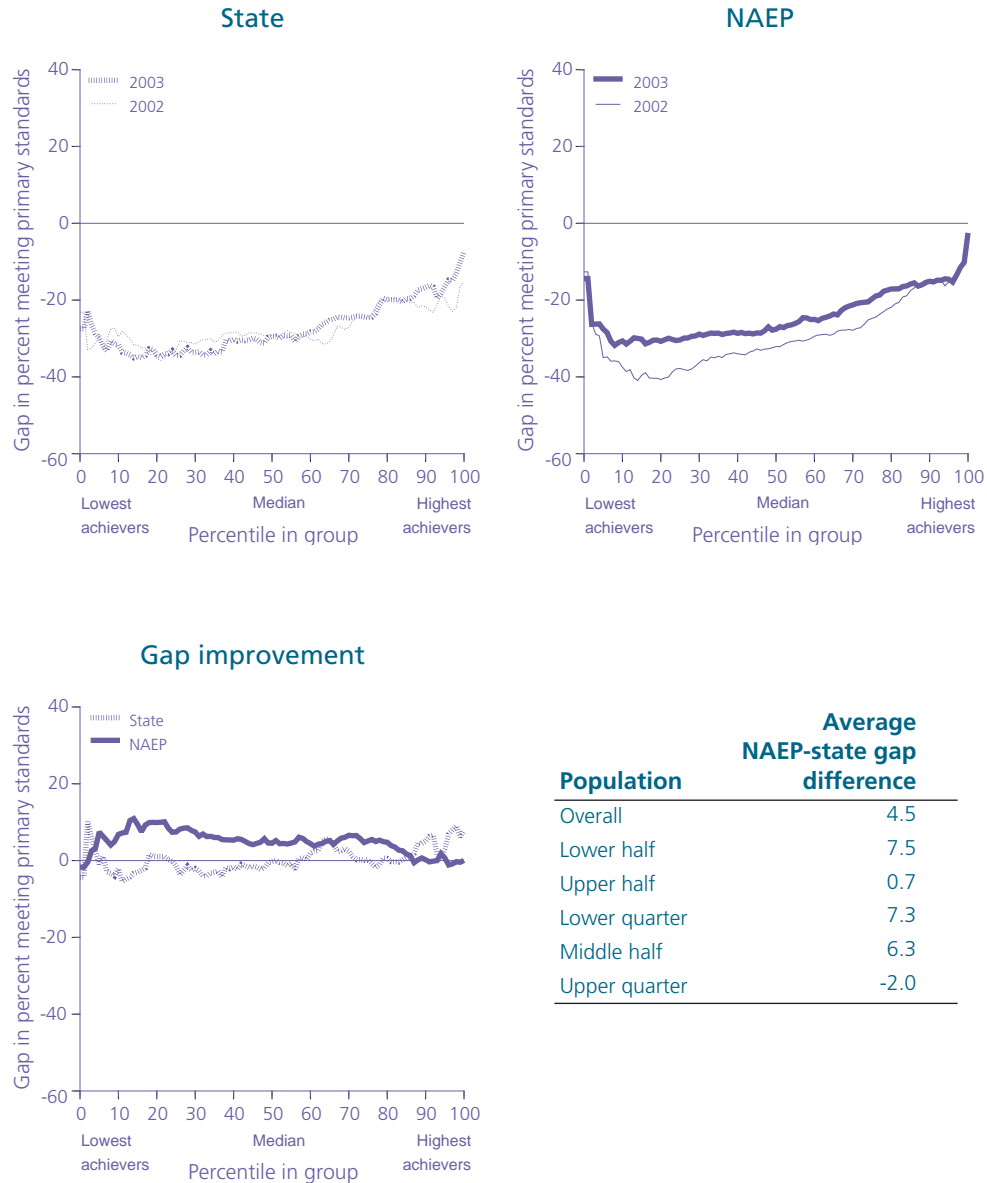 State
Gap in percent meeting primary standards
40
20
0
-20
-40
-60
2003
2002
0 10 20 30 40 50 60 70 80 90 100
Lowest achievers
Median
Highest achievers
Percentile in group
NAEP
Gap in percent meeting primary standards
40
20
0
-20
-40
-60
2003
2002
0 10 20 30 40 50 60 70 80 90 100
Lowest achievers
Median
Highest achievers
Percentile in group
Gap improvement
Gap in percent meeting primary standards
40
20
0
-20
-40
-60
State
NAEP
0 10 20 30 40 50 60 70 80 90 100
Lowest achievers
Median
Highest achievers
Percentile in group
Average
NAEP-state gap
Population difference
Overall 4.5
Lower half 7.5
Upper half 0.7
Lower quarter 7.3
Middle half 6.3
Upper quarter -2.0